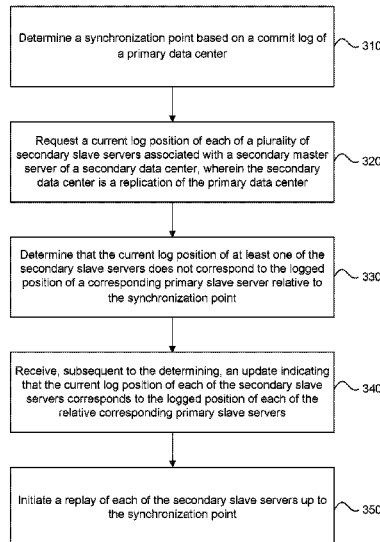 Determine a synchronization point based on a commit log of
a primary data center
310
Request a current log position of each of a plurality of
secondary slave servers associated with a secondary master
server of a secondary data center, wherein the secondary
data center is a replication of the primary data center
320
Determine that the current log position of at least one of the
secondary slave servers does not correspond to the logged
position of a corresponding primary slave server relative to
the synchronization point
330
Receive, subsequent to the determining, an update indicating
that the current log position of each of the secondary slave
servers corresponds to the logged position of each of the
relative corresponding primary slave servers
340
Initiate a replay of each of the secondary slave servers up to
the synchronization point
350